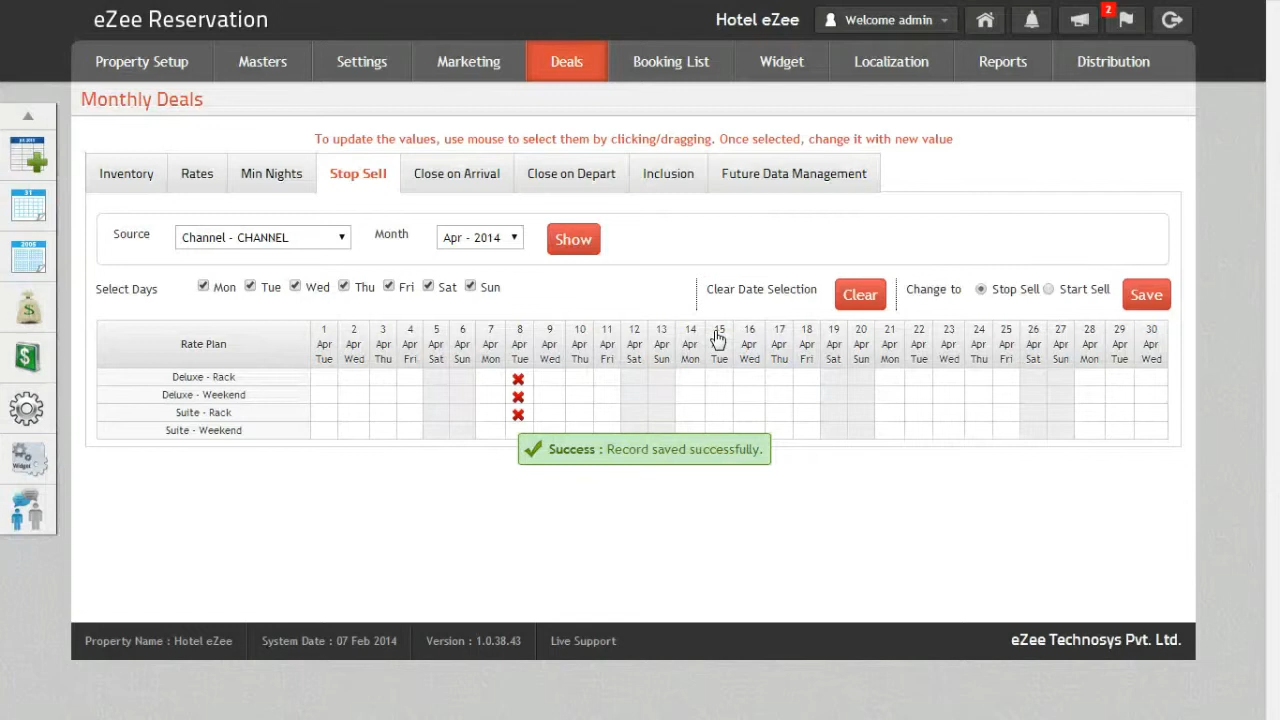 eZee Reservation
Hotel eZee
Welcome admin
2
Property Setup Masters Settings Marketing Deals Booking List Widget Localization Reports Distribution
Monthly Deals
To update the values, use mouse to select them by clicking/dragging. Once selected, change it with new value
Inventory Rates Min Nights Stop Sell Close on Arrival Close on Depart Inclusion Future Data Management
Source Channel - CHANNEL Month Apr - 2014 Show
Select Days Mon Tue Wed Thu Fri Sat Sun Clear Date Selection Clear Change to Stop Sell Start Sell Save
1 2 3 4 5 6 7 8 9 10 11 12 13 14 15 16 17 18 19 20 21 22 23 24 25 26 27 28 29 30
Rate Plan Apr Apr Apr Apr Apr Apr Apr Apr Apr Apr Apr Apr Apr Apr Apr Apr Apr Apr Apr Apr Apr Apr Apr Apr Apr Apr Apr Apr Apr Apr
Tue Wed Thu Fri Sat Sun Mon Tue Wed Thu Fri Sat Sun Mon Tue Wed Thu Fri Sat Sun Mon Tue Wed Thu Fri Sat Sun Mon Tue Wed
Deluxe - Rack
Deluxe - Weekend
Suite - Rack
Suite - Weekend
Success : Record saved successfully.
31
2008
Widget
Property Name : Hotel eZee System Date : 07 Feb 2014 Version : 1.0.38.43 Live Support eZee Technosys Pvt. Ltd.